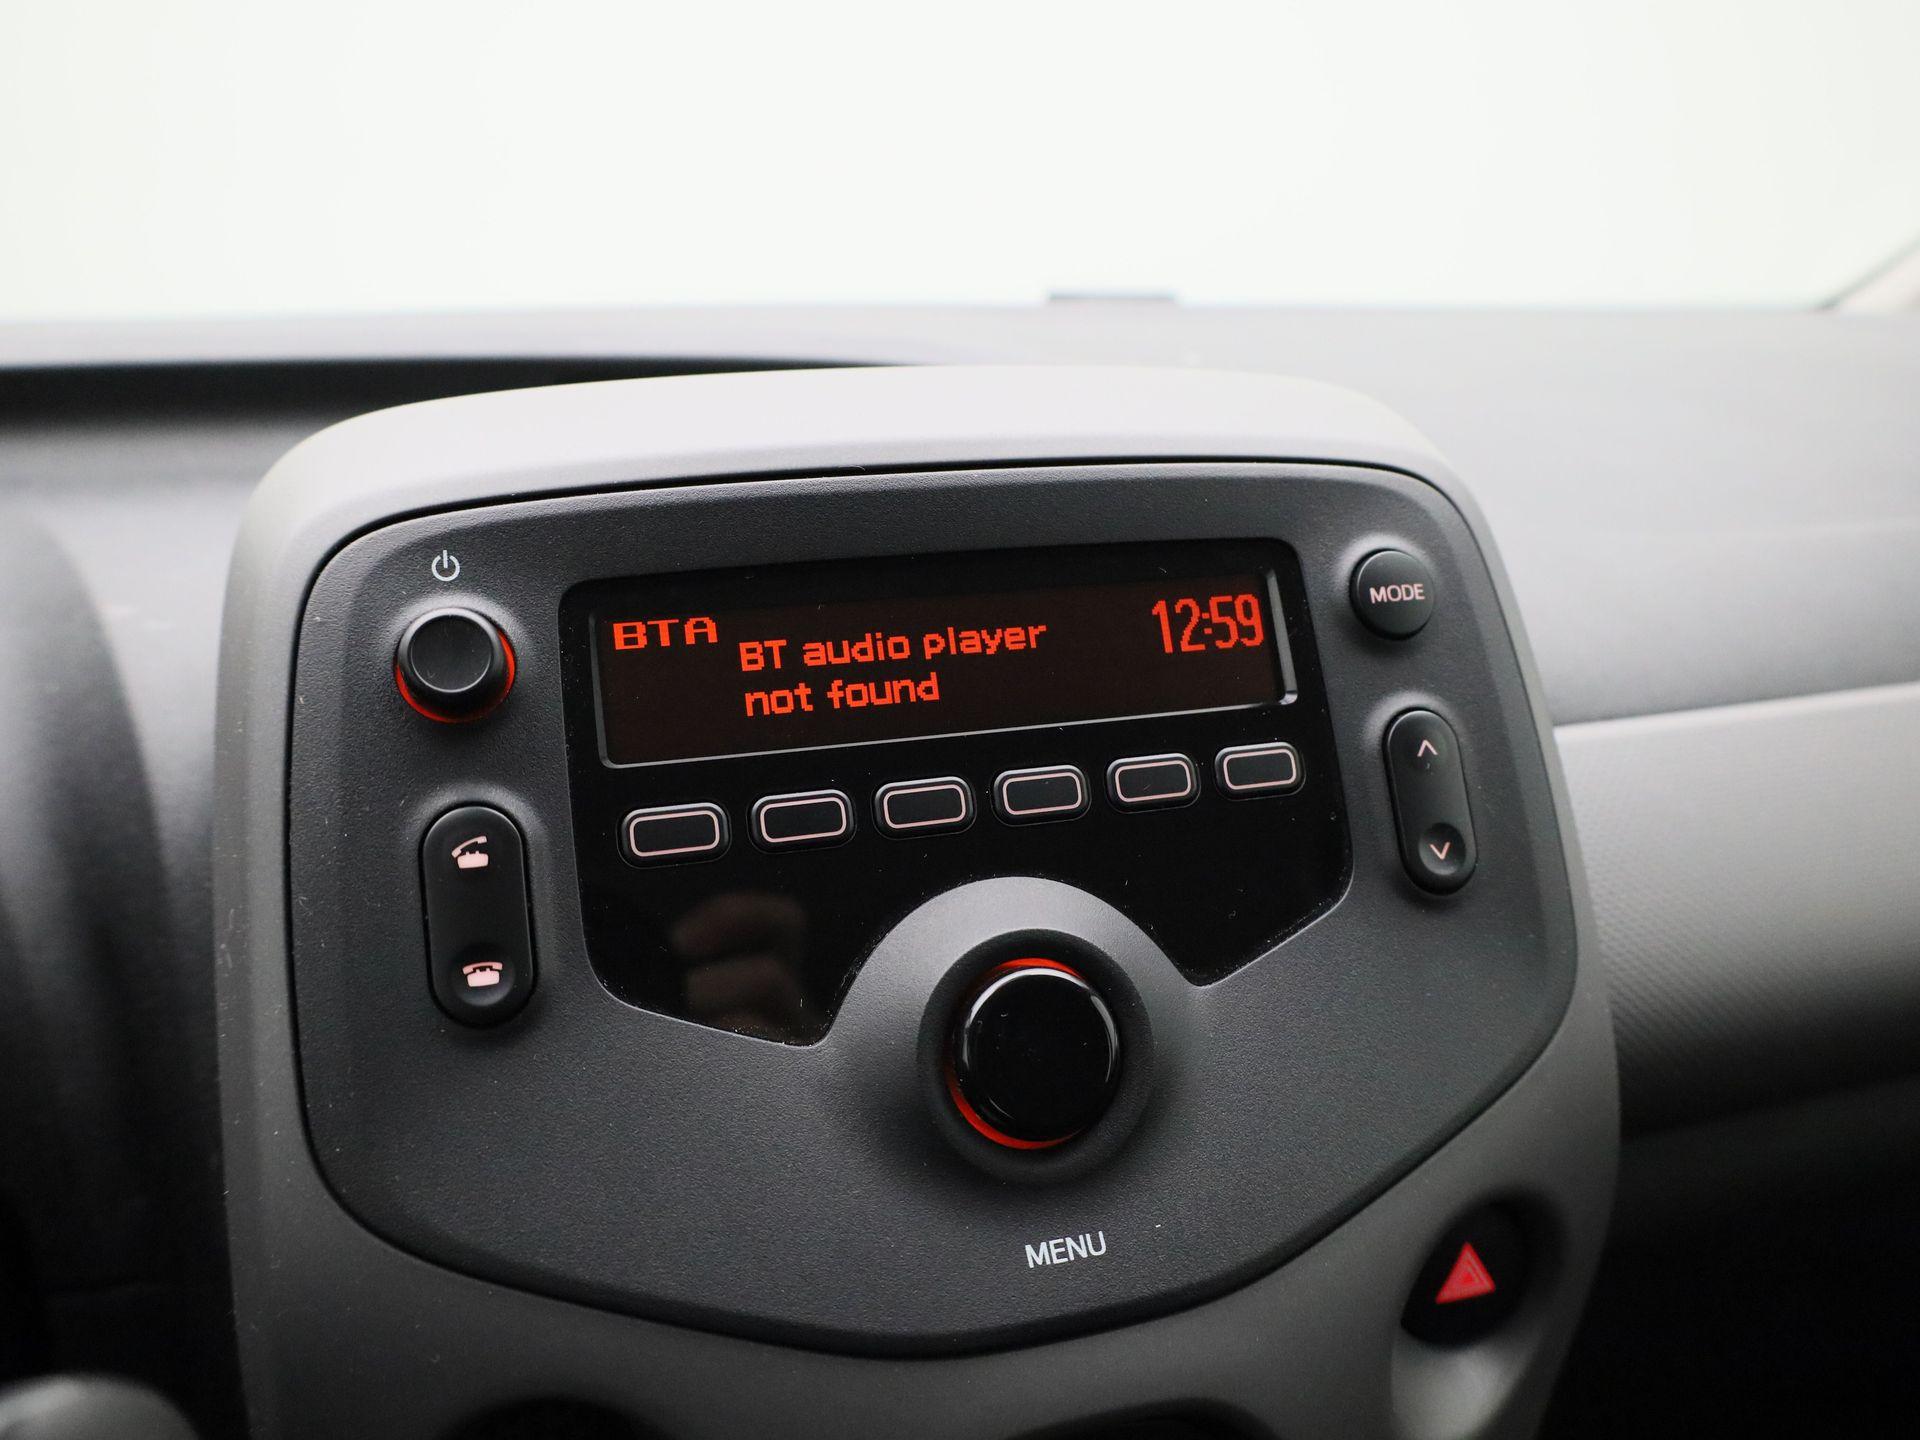 BTA
BT audio player
not found
12:59
MODE
MENU